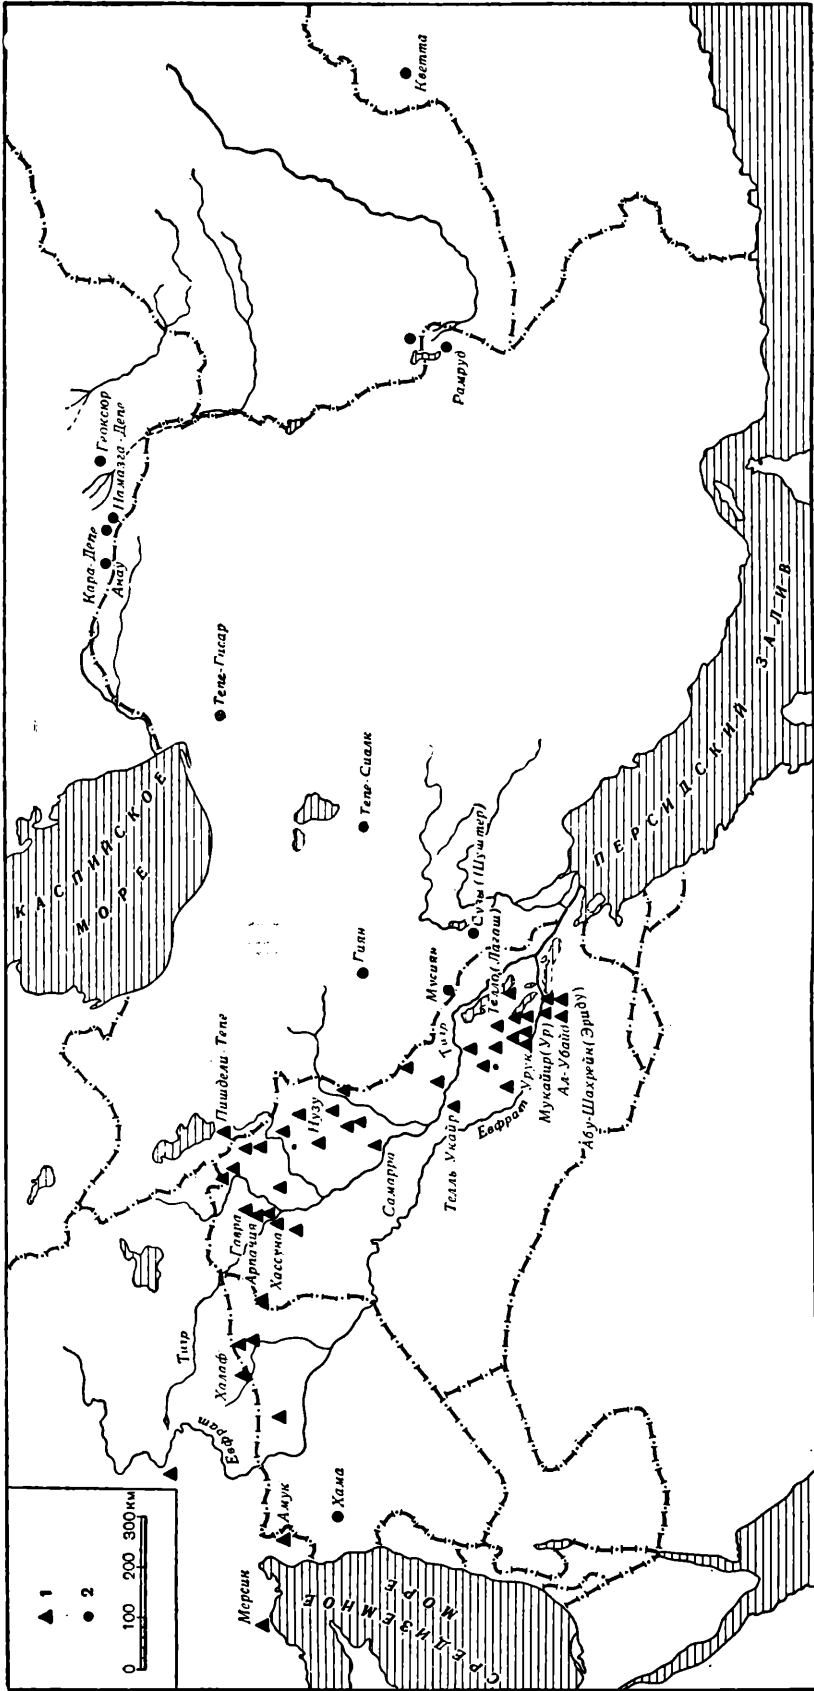 1
2
0 100 200 300 км
КАСПИЙСКОЕ
МОРЕ
СРЕДИЗЕМНОЕ
МОРЕ
ПЕРСИДСКИЙ ЗАЛИВ
Мерсин
Амук
Хама
Евфрат
Тигр
Халаф
Гавра
Арпачия
Хассуна
Пишдели-Тепе
Нузу
Самарра
Телль Укайр
Евфрат
Тигр
Урук
Мукайир (Ур)
Ал-Убайд
Абу-Шахрейн (Эриду)
Телло (Лагаш)
Мусиян
Сузы (Шуштер)
Гиян
Тепе-Сиалк
Тепе-Гисар
Кара-Депе
Анау
Намазга-Депе
Геоксюр
Рамруд
Кветта